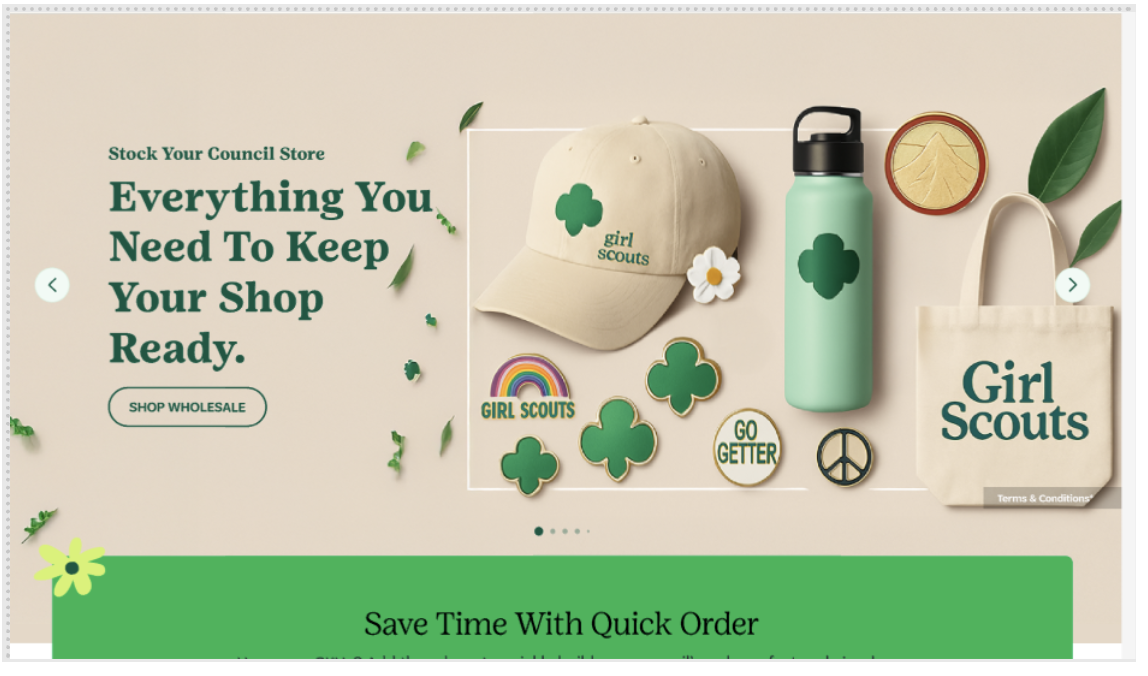 Stock Your Council Store
Everything You
Need To Keep
Your Shop
Ready.
SHOP WHOLESALE
girl
scouts
GIRL SCOUTS
GO
GETTER
Girl
Scouts
Terms & Conditions*
Save Time With Quick Order